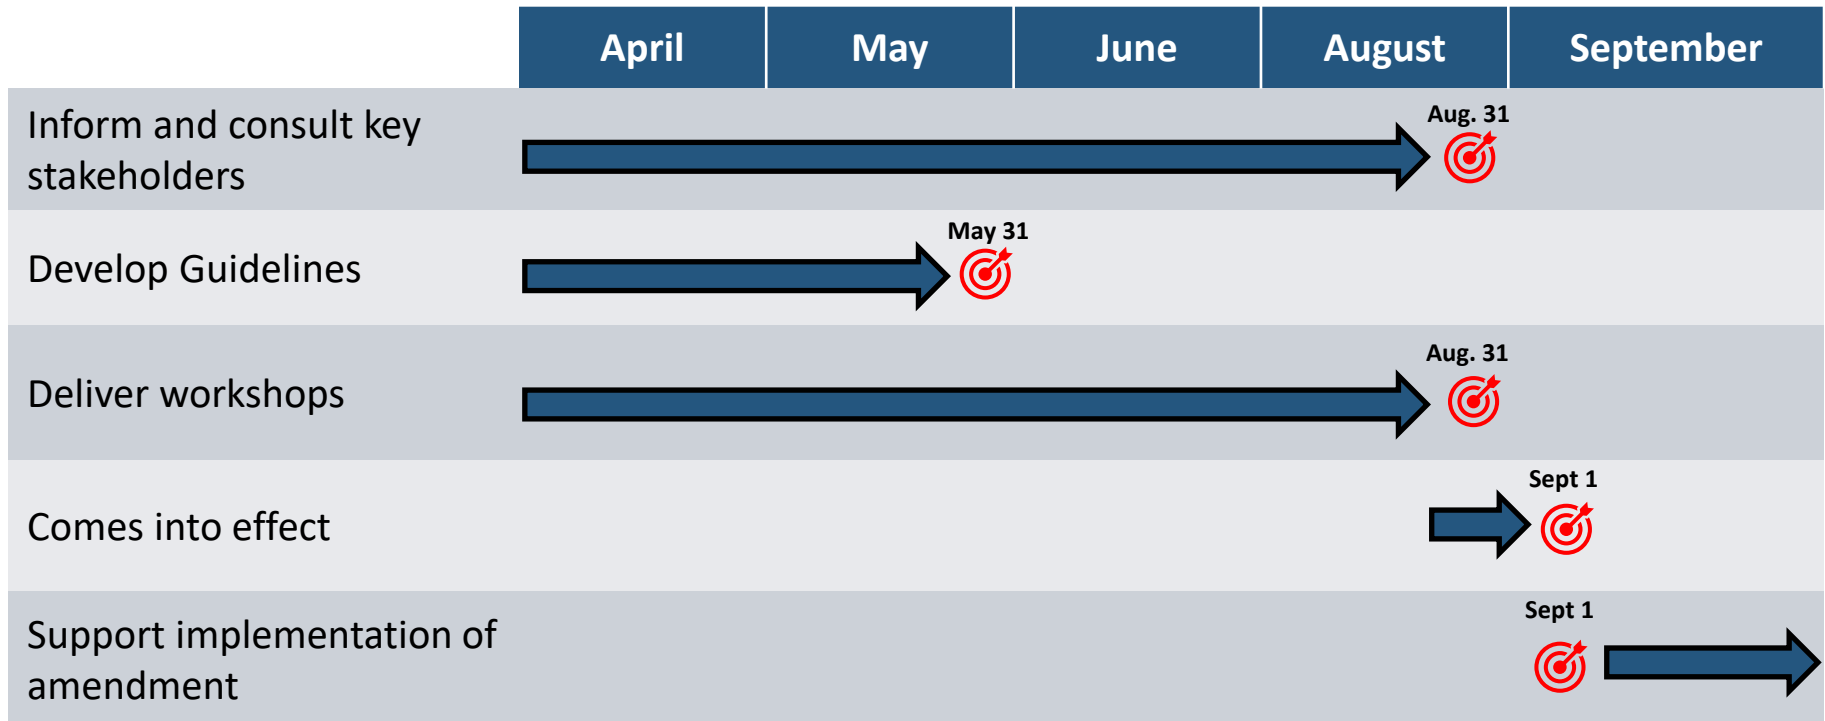 April May June August September
Inform and consult key
stakeholders
Aug. 31
Develop Guidelines
May 31
Deliver workshops
Aug. 31
Comes into effect
Sept 1
Support implementation of
amendment
Sept 1